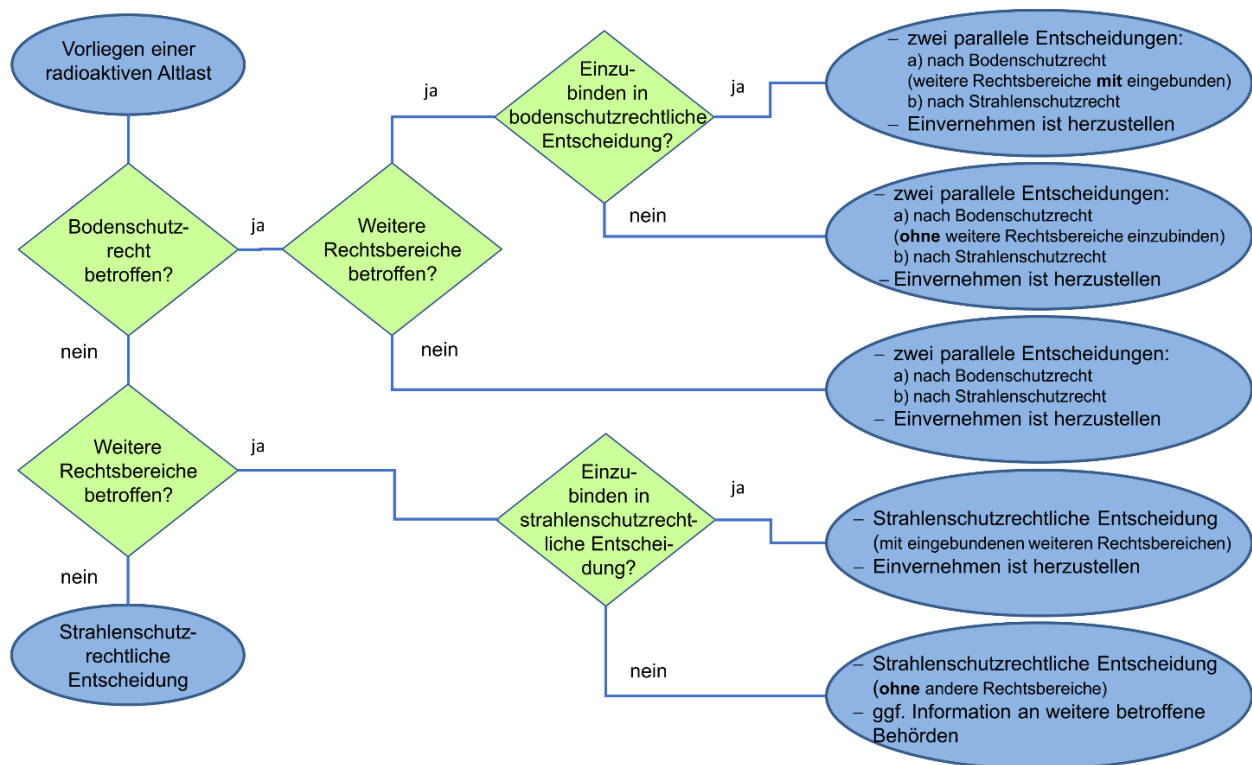 Vorliegen einer
radioaktiven Altlast
Bodenschutz-
recht
betroffen?
ja
nein
Weitere
Rechtsbereiche
betroffen?
ja
nein
Einzu-
binden in
bodenschutzrechtliche
Entscheidung?
ja
nein
– zwei parallele Entscheidungen:
a) nach Bodenschutzrecht
(weitere Rechtsbereiche mit eingebunden)
b) nach Strahlenschutzrecht
– Einvernehmen ist herzustellen
– zwei parallele Entscheidungen:
a) nach Bodenschutzrecht
(ohne weitere Rechtsbereiche einzubinden)
b) nach Strahlenschutzrecht
– Einvernehmen ist herzustellen
– zwei parallele Entscheidungen:
a) nach Bodenschutzrecht
b) nach Strahlenschutzrecht
– Einvernehmen ist herzustellen
Weitere
Rechtsbereiche
betroffen?
ja
nein
Strahlenschutz-
rechtliche
Entscheidung
Einzu-
binden in
strahlenschutzrecht-
liche Entschei-
dung?
ja
nein
– Strahlenschutzrechtliche Entscheidung
(mit eingebundenen weiteren Rechtsbereichen)
– Einvernehmen ist herzustellen
– Strahlenschutzrechtliche Entscheidung
(ohne andere Rechtsbereiche)
– ggf. Information an weitere betroffene
Behörden